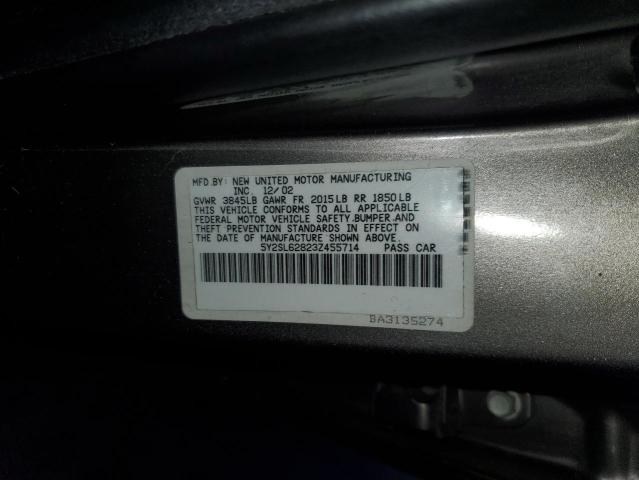 MFD.BY: NEW UNITED MOTOR MANUFACTURING
INC. 12/02
GVWR 3845LB GAWR FR 2015LB RR 1850LB
THIS VEHICLE CONFORMS TO ALL APPLICABLE
FEDERAL MOTOR VEHICLE SAFETY,BUMPER,AND
THEFT PREVENTION STANDARDS IN EFFECT ON
THE DATE OF MANUFACTURE SHOWN ABOVE.
5Y2SL62823Z455714 PASS CAR
BA3135274